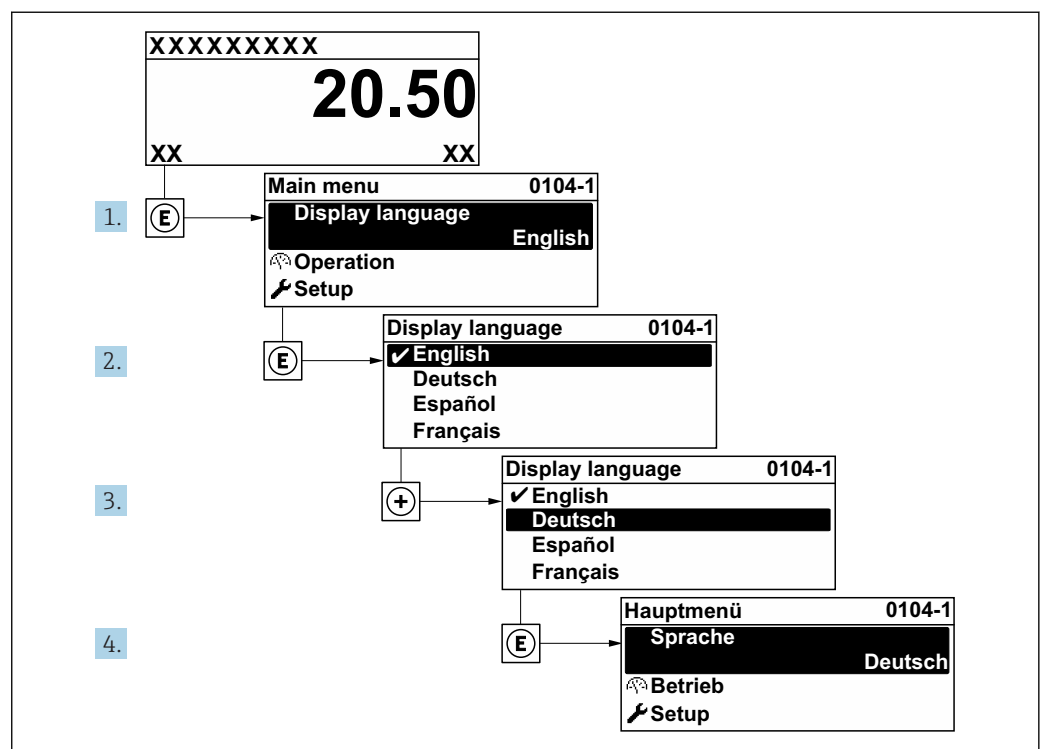 XXXXXXXXX
20.50
XX XX
Main menu 0104-1
1. E Display language
English
Operation
Setup
Display language 0104-1
2. E ✔ English
Deutsch
Español
Français
Display language 0104-1
3. + ✔ English
Deutsch
Español
Français
Hauptmenü 0104-1
4. E Sprache
Deutsch
Betrieb
Setup